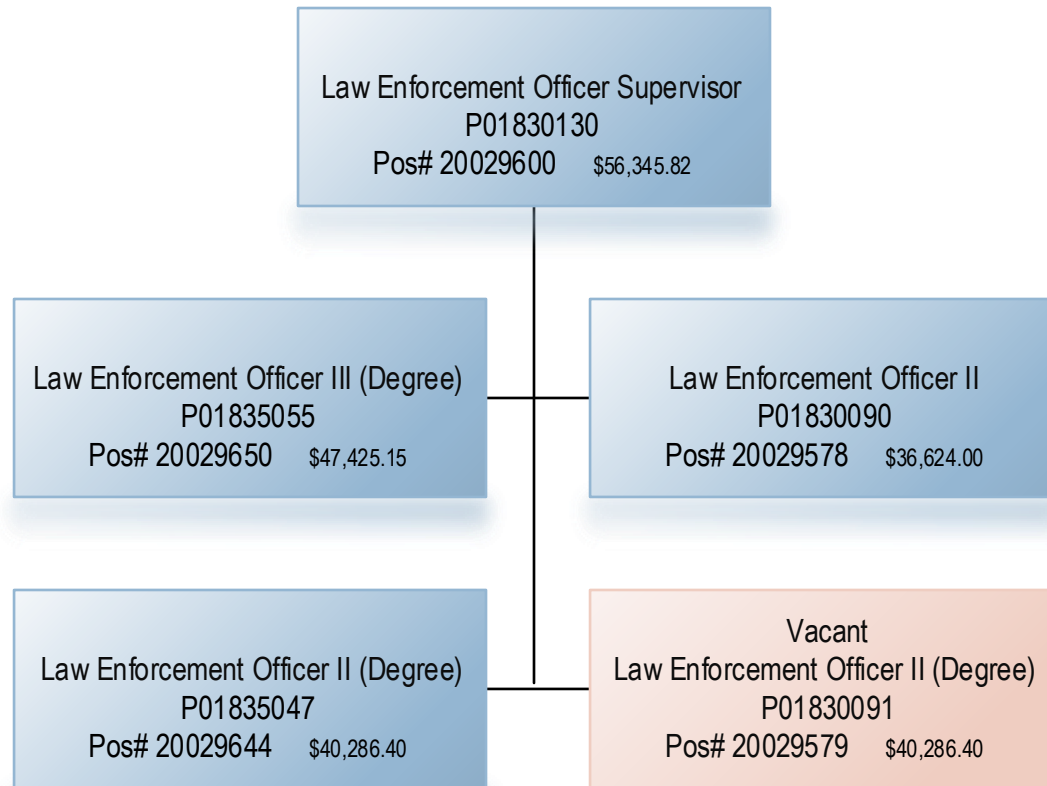 Law Enforcement Officer Supervisor
P01830130
Pos# 20029600 $56,345.82
Law Enforcement Officer III (Degree)
P01835055
Pos# 20029650 $47,425.15
Law Enforcement Officer II
P01830090
Pos# 20029578 $36,624.00
Law Enforcement Officer II (Degree)
P01835047
Pos# 20029644 $40,286.40
Vacant
Law Enforcement Officer II (Degree)
P01830091
Pos# 20029579 $40,286.40